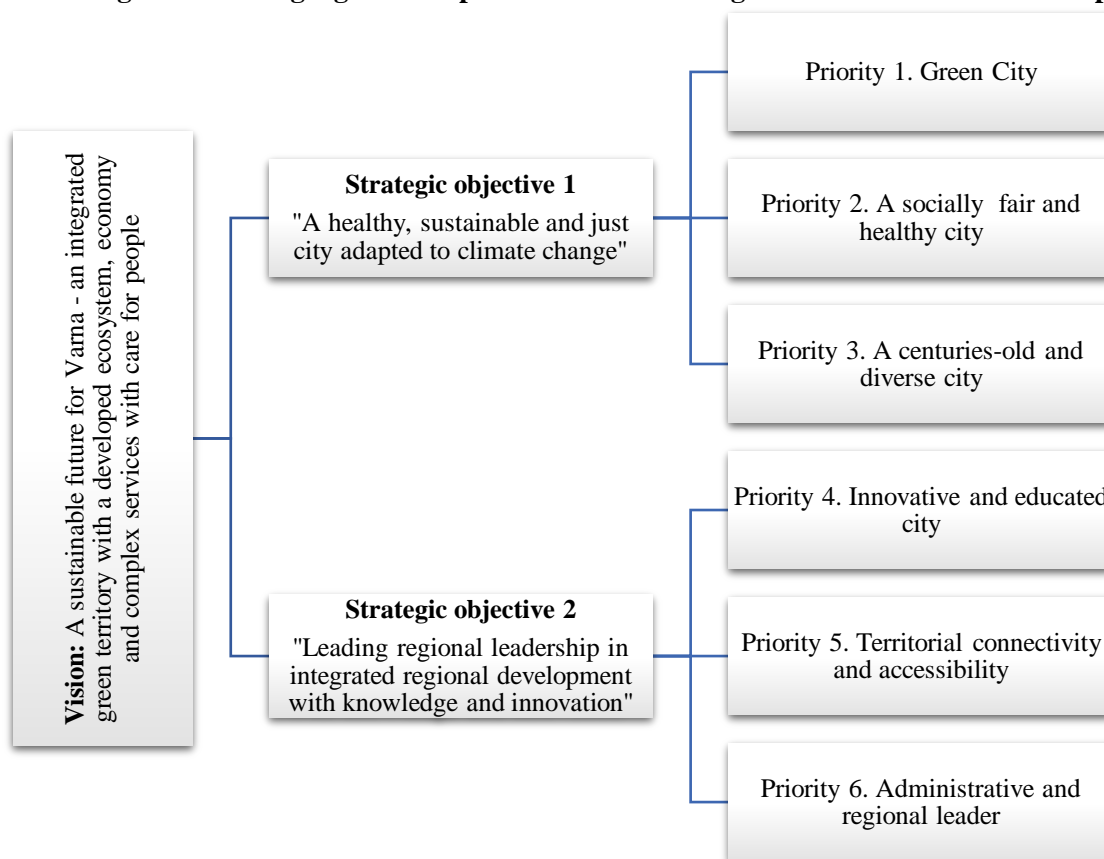 Priority 1. Green City
Vision: A sustainable future for Varna - an integrated
green territory with a developed ecosystem, economy
and complex services with care for people
Strategic objective 1
"A healthy, sustainable and just
city adapted to climate change"
Priority 2. A socially fair and
healthy city
Priority 3. A centuries-old and
diverse city
Strategic objective 2
"Leading regional leadership in
integrated regional development
with knowledge and innovation"
Priority 4. Innovative and educated
city
Priority 5. Territorial connectivity
and accessibility
Priority 6. Administrative and
regional leader